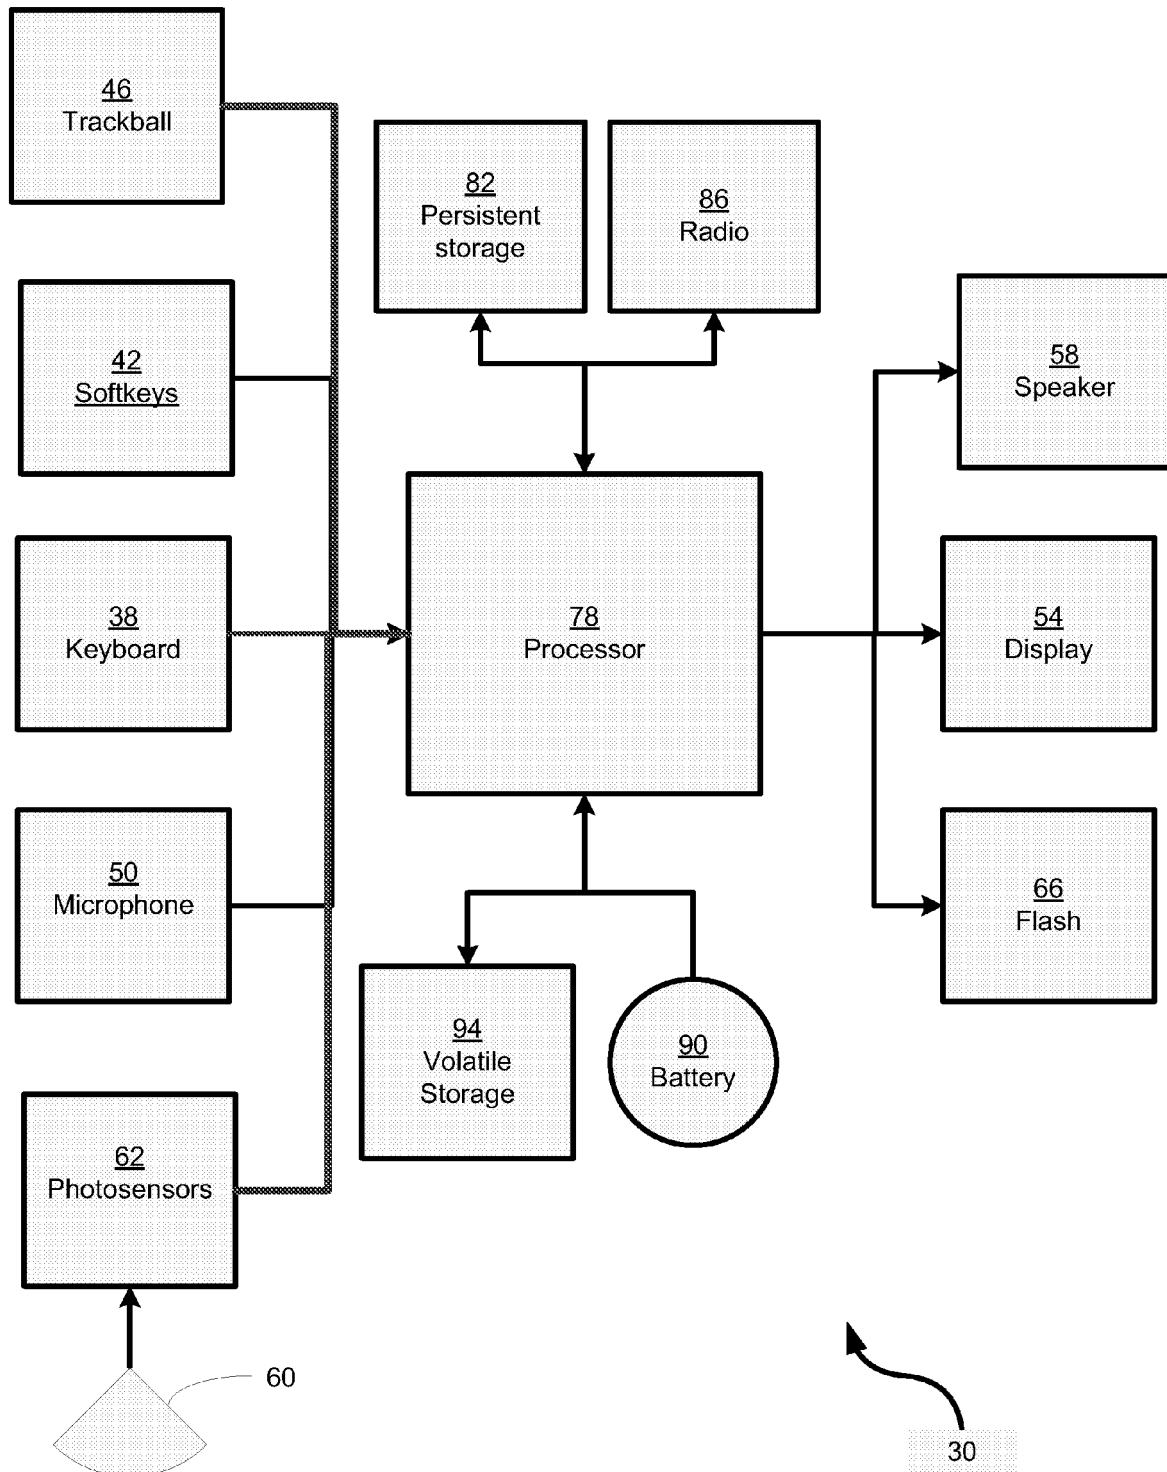 46
Trackball
82
Persistent
storage
86
Radio
42
Softkeys
58
Speaker
38
Keyboard
78
Processor
54
Display
50
Microphone
66
Flash
94
Volatile
Storage
90
Battery
62
Photosensors
60
30